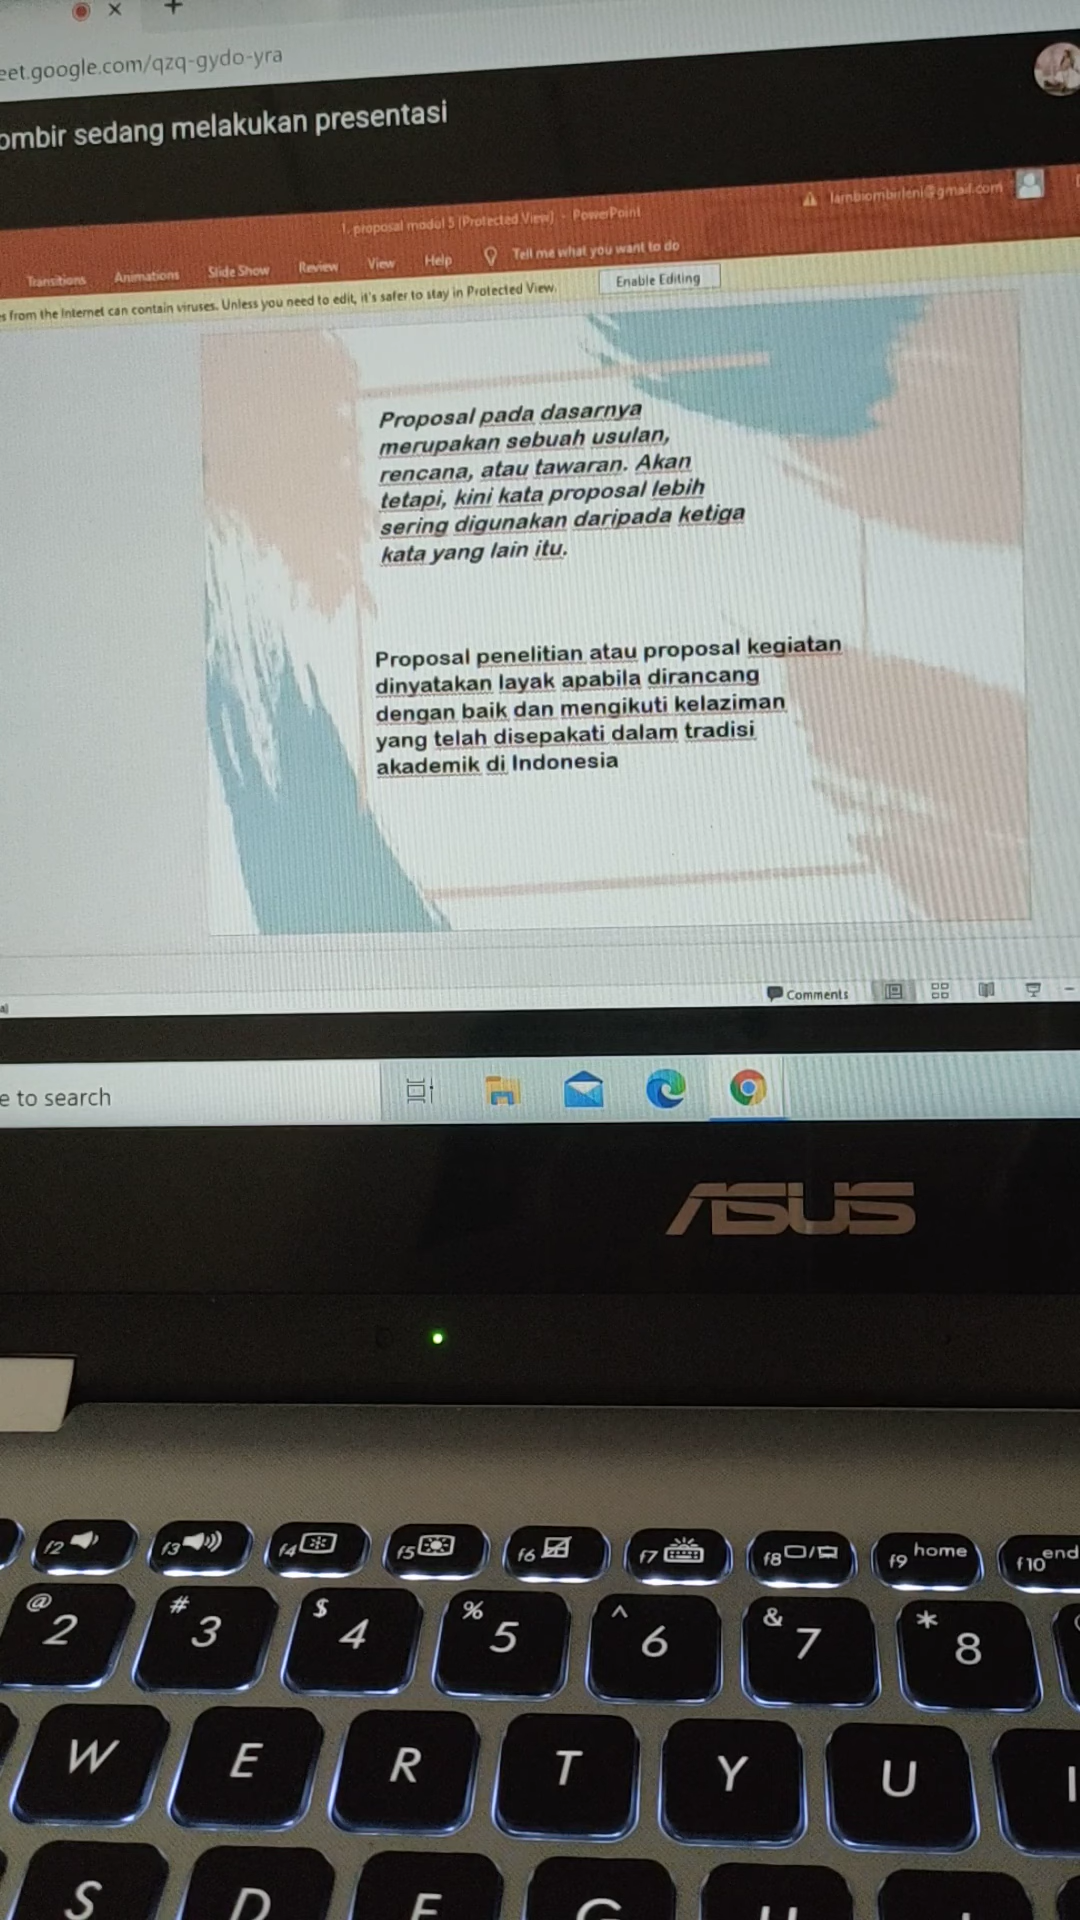 eet.google.com/qzq-gydo-yra
ombir sedang melakukan presentasi
lambiombirleni@gmail.com
1. proposal modul 5 [Protected View] - PowerPoint
Transitions Animations Slide Show Review View Help Tell me what you want to do
s from the Internet can contain viruses. Unless you need to edit, it's safer to stay in Protected View. Enable Editing
Proposal pada dasarnya
merupakan sebuah usulan,
rencana, atau tawaran. Akan
tetapi, kini kata proposal lebih
sering digunakan daripada ketiga
kata yang lain itu.
Proposal penelitian atau proposal kegiatan
dinyatakan layak apabila dirancang
dengan baik dan mengikuti kelaziman
yang telah disepakati dalam tradisi
akademik di Indonesia
Comments
e to search
ASUS
f2 f3 f4 f5 f6 f7 f8 f9 home f10 end
@ 2 # 3 $ 4 % 5 ^ 6 & 7 * 8
W E R T Y U I
S D F G